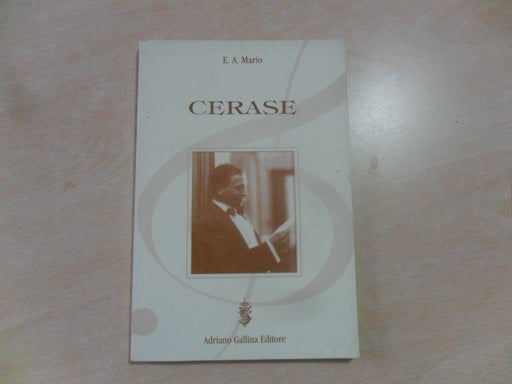 E. A. Mario
CERASE
Adriano Gallina Editore